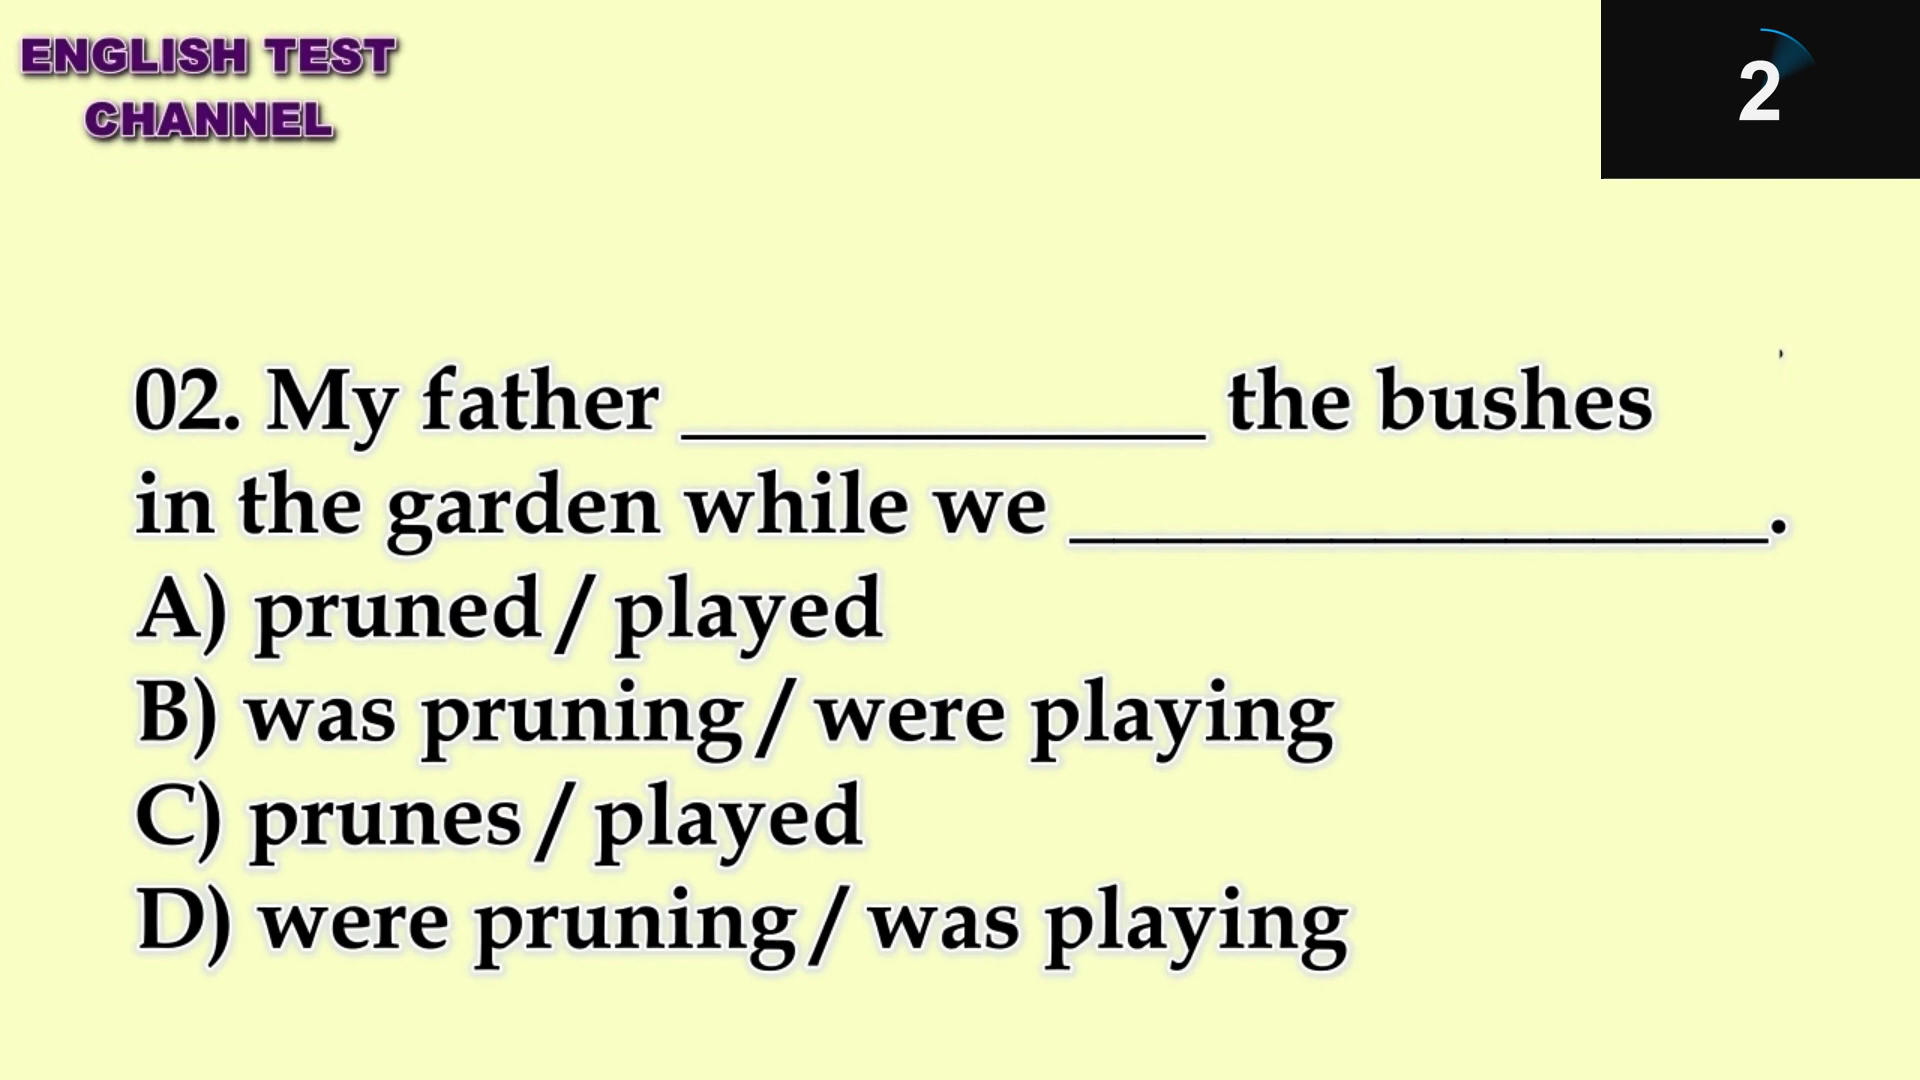 ENGLISH TEST
CHANNEL
2
02. My father ____________ the bushes
in the garden while we ________________.
A) pruned / played
B) was pruning / were playing
C) prunes / played
D) were pruning / was playing